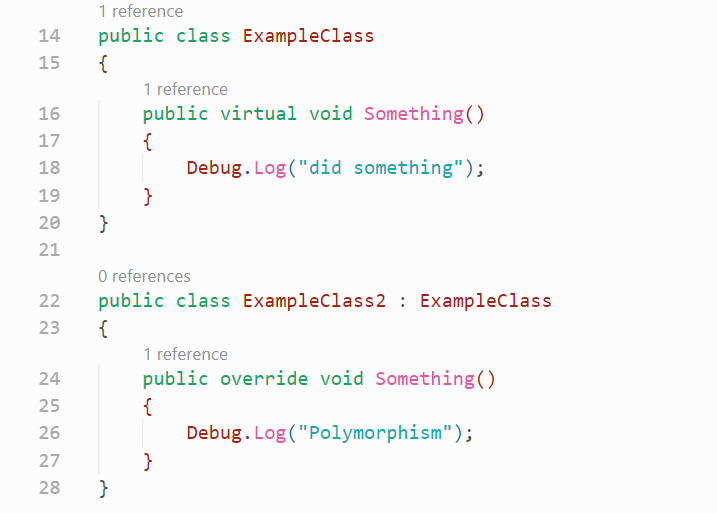 1 reference
14 public class ExampleClass
15 {
1 reference
16 public virtual void Something()
17 {
18 Debug.Log("did something");
19 }
20 }
21
0 references
22 public class ExampleClass2 : ExampleClass
23 {
1 reference
24 public override void Something()
25 {
26 Debug.Log("Polymorphism");
27 }
28 }